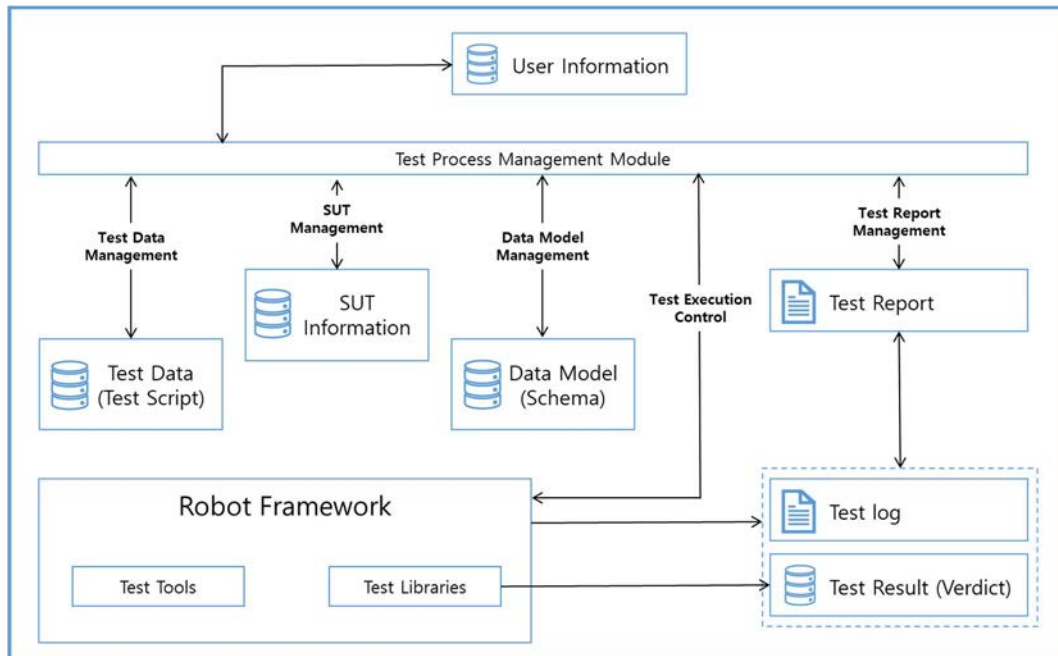 User Information
Test Process Management Module
Test Data
Management
SUT
Management
Data Model
Management
Test Execution
Control
Test Report
Management
SUT
Information
Test Report
Test Data
(Test Script)
Data Model
(Schema)
Robot Framework
Test Tools
Test Libraries
Test log
Test Result (Verdict)